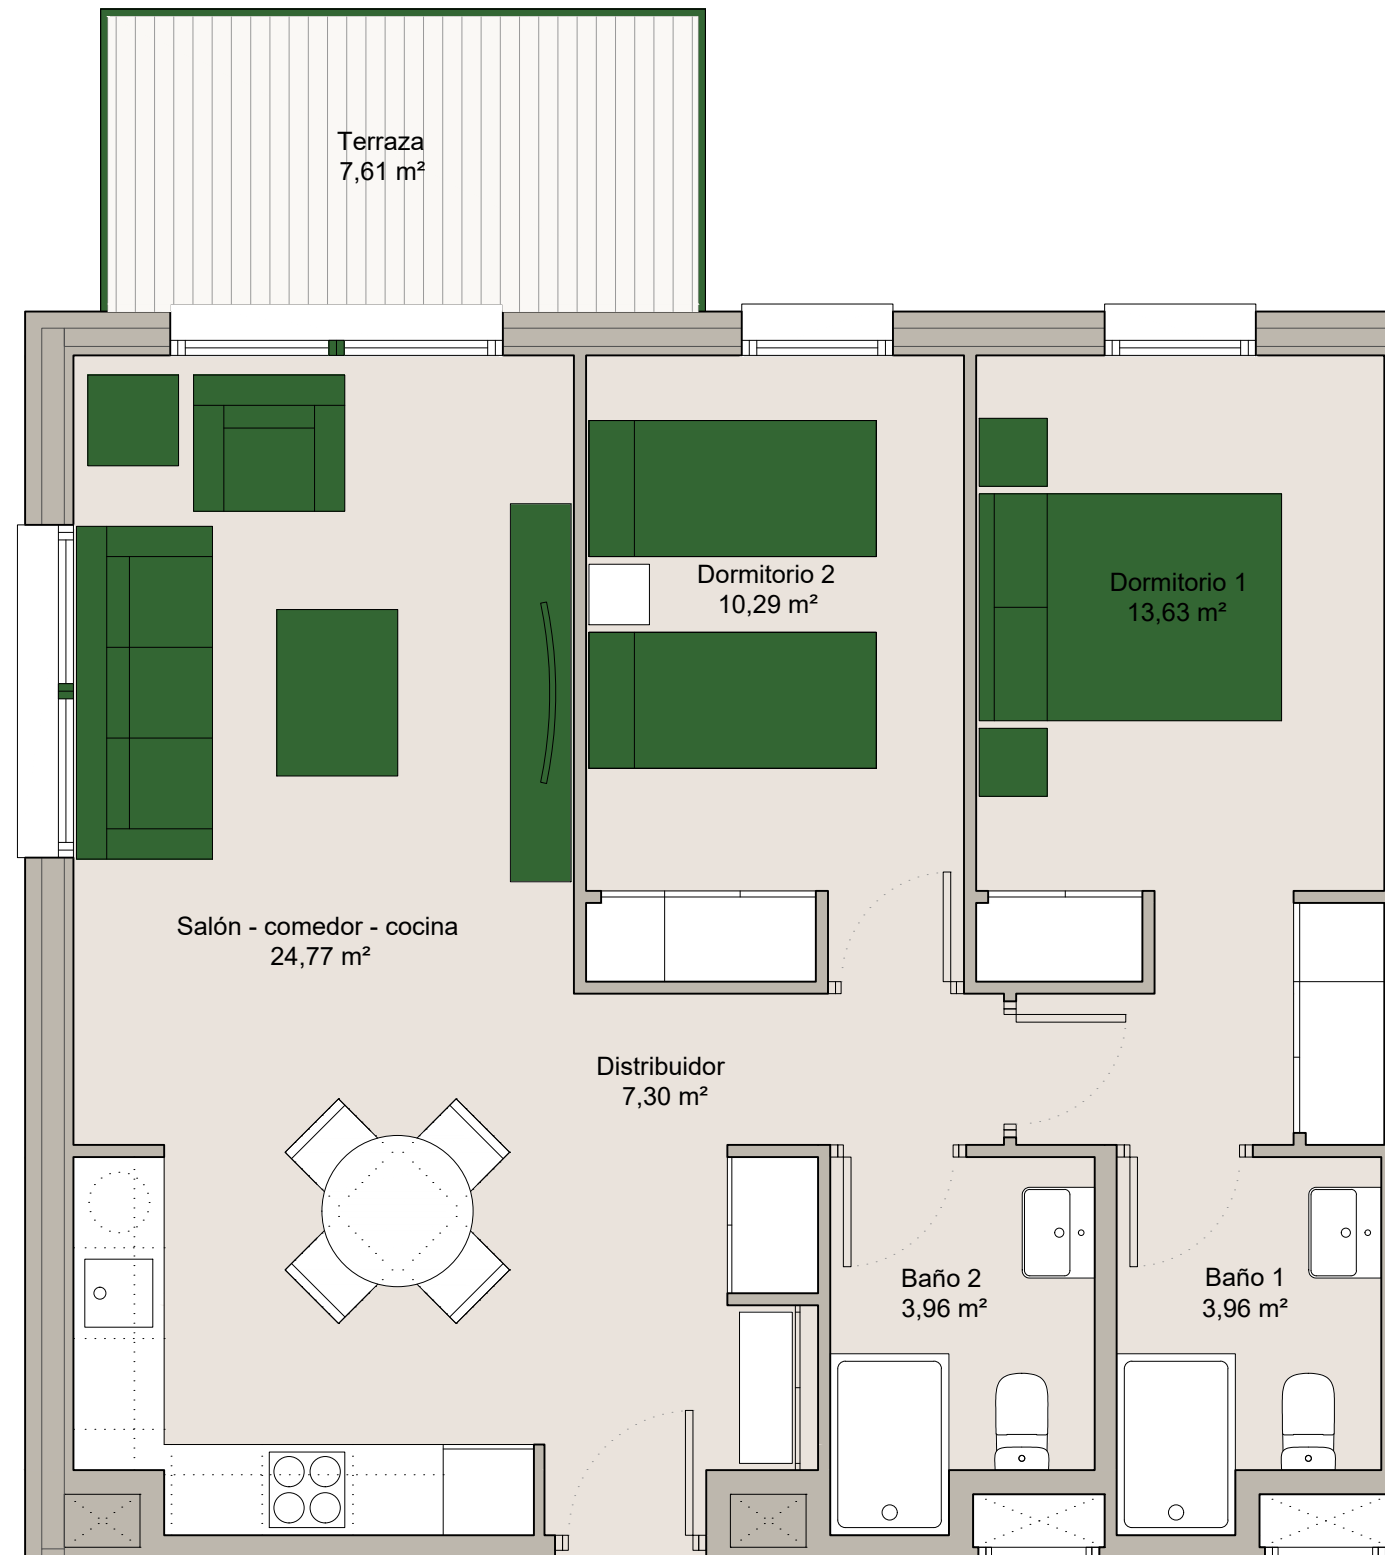 Terraza
7,61 m²
Dormitorio 2
10,29 m²
Dormitorio 1
13,63 m²
Salón - comedor - cocina
24,77 m²
Distribuidor
7,30 m²
Baño 2
3,96 m²
Baño 1
3,96 m²